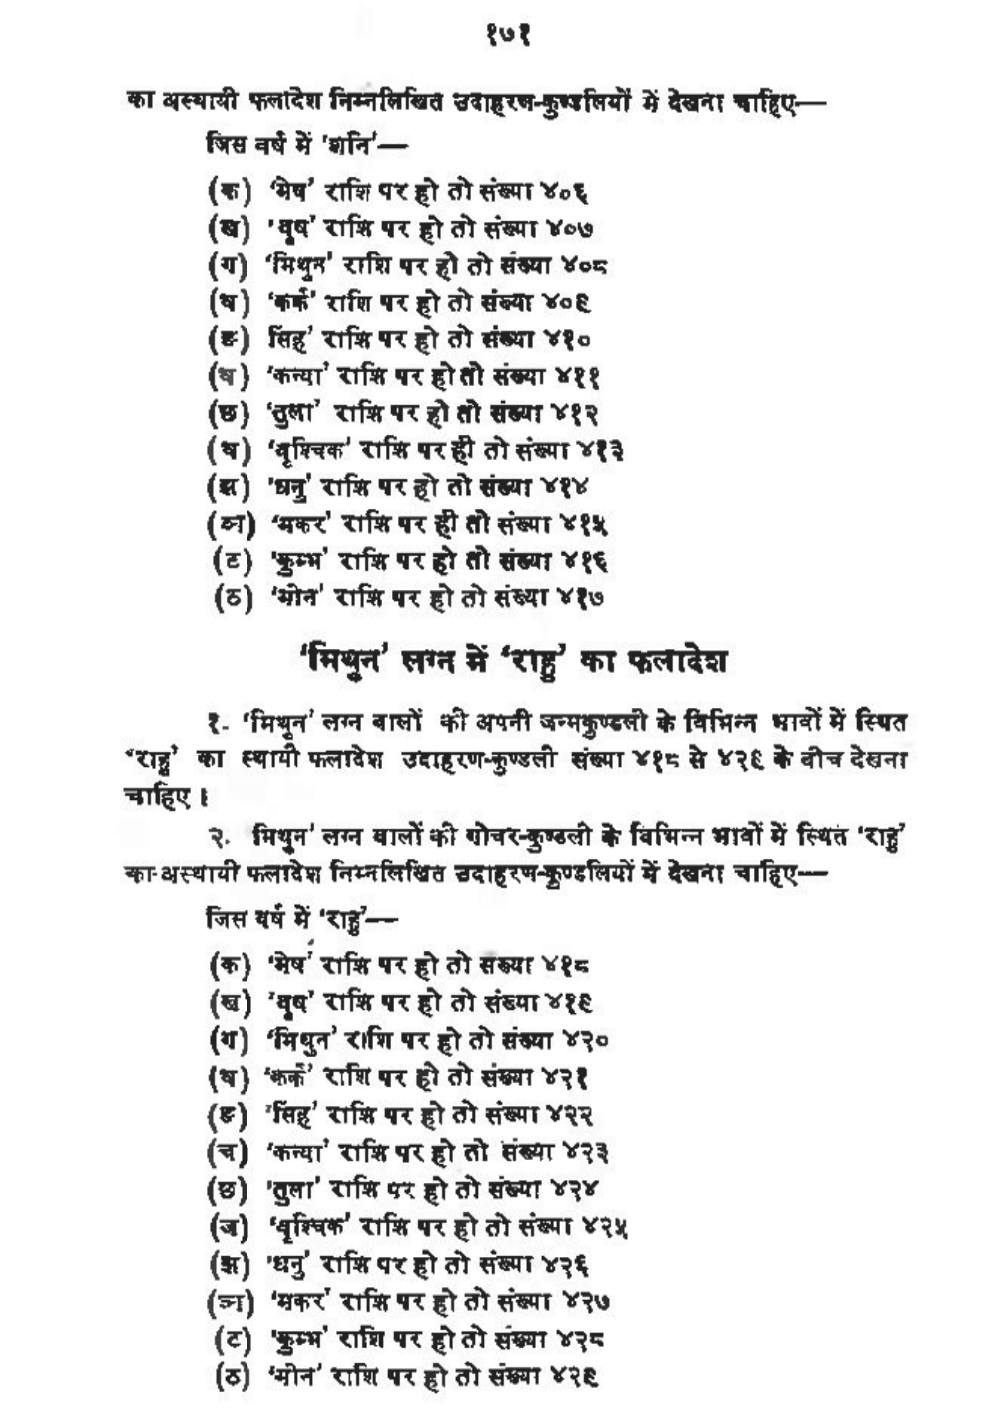 १७१
का अस्थायी फलादेश निम्नलिखित उदाहरण-कुण्डलियों में देखना चाहिए—
जिस वर्ष में 'शनि'—
(क) 'मेष' राशि पर हो तो संख्या ४०६
(ख) 'वृष' राशि पर हो तो संख्या ४०७
(ग) 'मिथुन' राशि पर हो तो संख्या ४०८
(घ) 'कर्क' राशि पर हो तो संख्या ४०९
(ङ) सिंह' राशि पर हो तो संख्या ४१०
(च) 'कन्या' राशि पर हो तो संख्या ४११
(छ) 'तुला' राशि पर हो तो संख्या ४१२
(ज) 'वृश्चिक' राशि पर ही तो संख्या ४१३
(झ) 'धनु' राशि पर हो तो संख्या ४१४
(ञ) 'मकर' राशि पर ही तो संख्या ४१५
(ट) 'कुम्भ' राशि पर हो तो संख्या ४१६
(ठ) 'मीन' राशि पर हो तो संख्या ४१७
'मिथुन' लग्न में 'राहु' का फलादेश
१. 'मिथुन' लग्न वालों की अपनी जन्मकुण्डली के विभिन्न भावों में स्थित
'राहु' का स्थायी फलादेश उदाहरण-कुण्डली संख्या ४१८ से ४२९ के बीच देखना
चाहिए।
२. मिथुन' लग्न वालों की गोचर-कुण्डली के विभिन्न भावों में स्थित 'राहु'
का अस्थायी फलादेश निम्नलिखित उदाहरण-कुण्डलियों में देखना चाहिए—
जिस वर्ष में 'राहु'—
(क) 'मेष' राशि पर हो तो संख्या ४१८
(ख) 'वृष' राशि पर हो तो संख्या ४१९
(ग) 'मिथुन' राशि पर हो तो संख्या ४२०
(घ) 'कर्क' राशि पर हो तो संख्या ४२१
(ङ) 'सिंह' राशि पर हो तो संख्या ४२२
(च) 'कन्या' राशि पर हो तो संख्या ४२३
(छ) 'तुला' राशि पर हो तो संख्या ४२४
(ज) 'वृश्चिक' राशि पर हो तो संख्या ४२५
(झ) 'धनु' राशि पर हो तो संख्या ४२६
(ञ) 'मकर' राशि पर हो तो संख्या ४२७
(ट) 'कुम्भ' राशि पर हो तो संख्या ४२८
(ठ) 'मीन' राशि पर हो तो संख्या ४२९